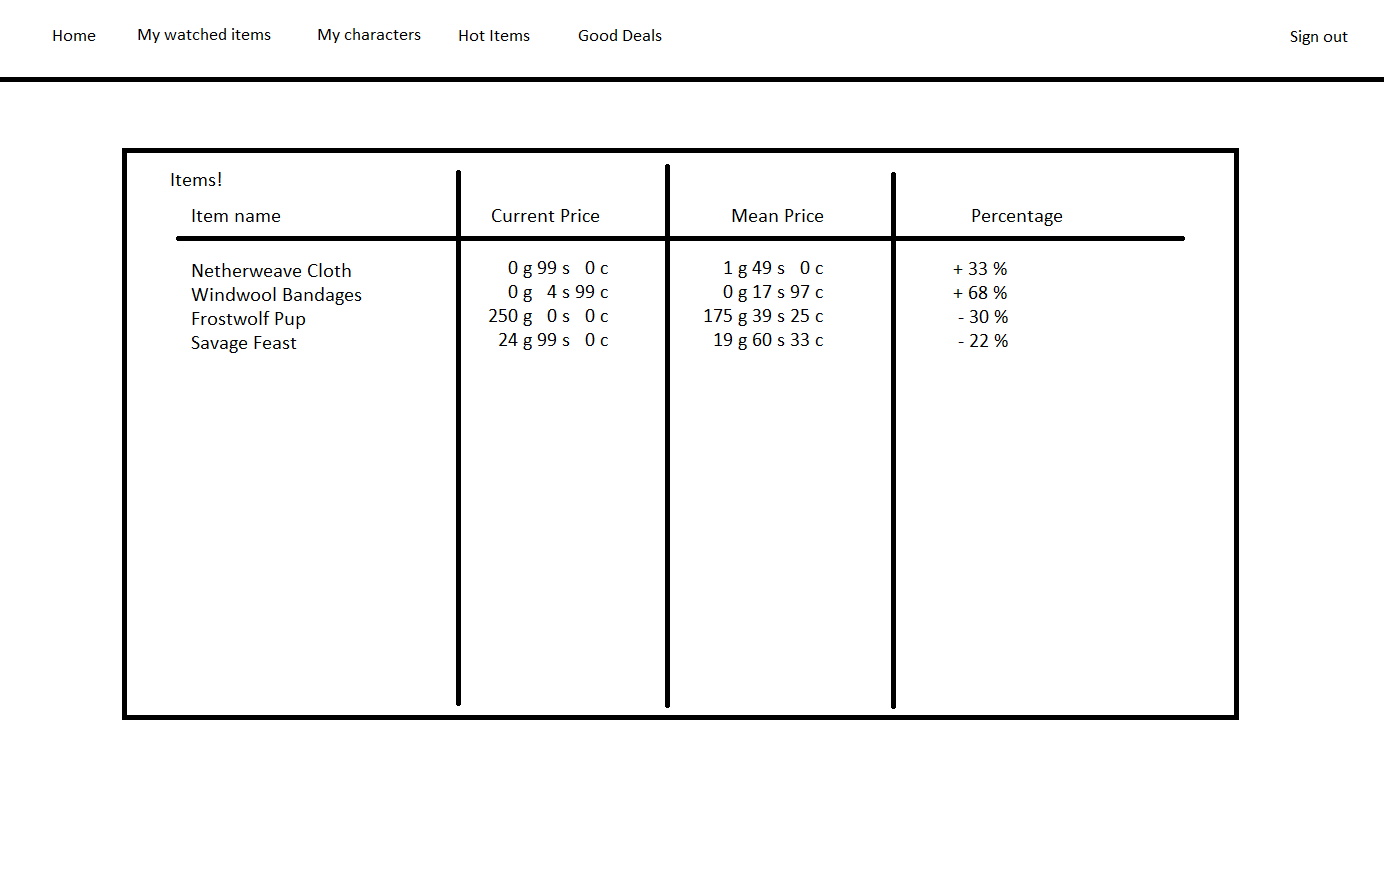 Home My watched items My characters Hot Items Good Deals Sign out
Items!
Item name Current Price Mean Price Percentage
Netherweave Cloth 0 g 99 s 0 c 1 g 49 s 0 c + 33 %
Windwool Bandages 0 g 4 s 99 c 0 g 17 s 97 c + 68 %
Frostwolf Pup 250 g 0 s 0 c 175 g 39 s 25 c - 30 %
Savage Feast 24 g 99 s 0 c 19 g 60 s 33 c - 22 %